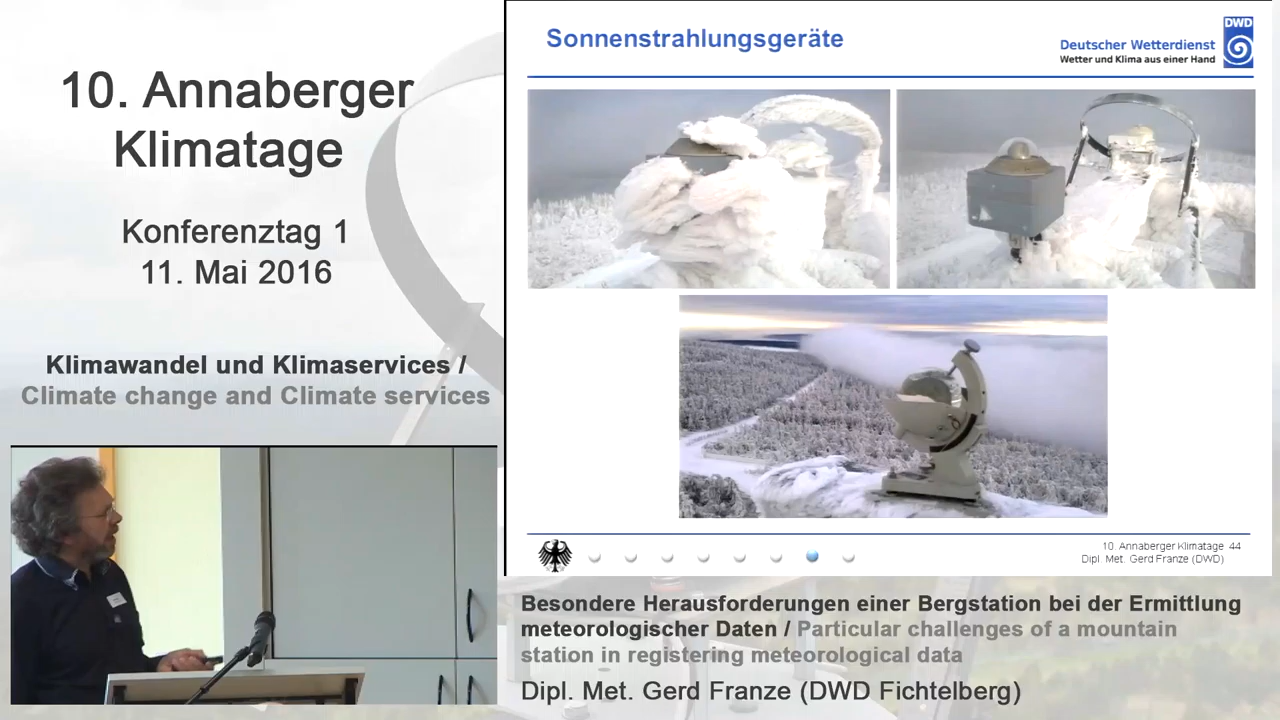 10. Annaberger
Klimatage
Konferenztag 1
11. Mai 2016
Klimawandel und Klimaservices /
Climate change and Climate services
Sonnenstrahlungsgeräte
DWD
Deutscher Wetterdienst
Wetter und Klima aus einer Hand
10. Annaberger Klimatage 44
Dipl. Met. Gerd Franze (DWD)
Besondere Herausforderungen einer Bergstation bei der Ermittlung
meteorologischer Daten / Particular challenges of a mountain
station in registering meteorological data
Dipl. Met. Gerd Franze (DWD Fichtelberg)